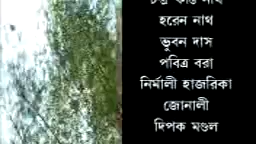 হরেন নাথ
ভুবন দাস
পবিত্র বরা
নির্মালী হাজরিকা
জোনালী
দিপক মণ্ডল